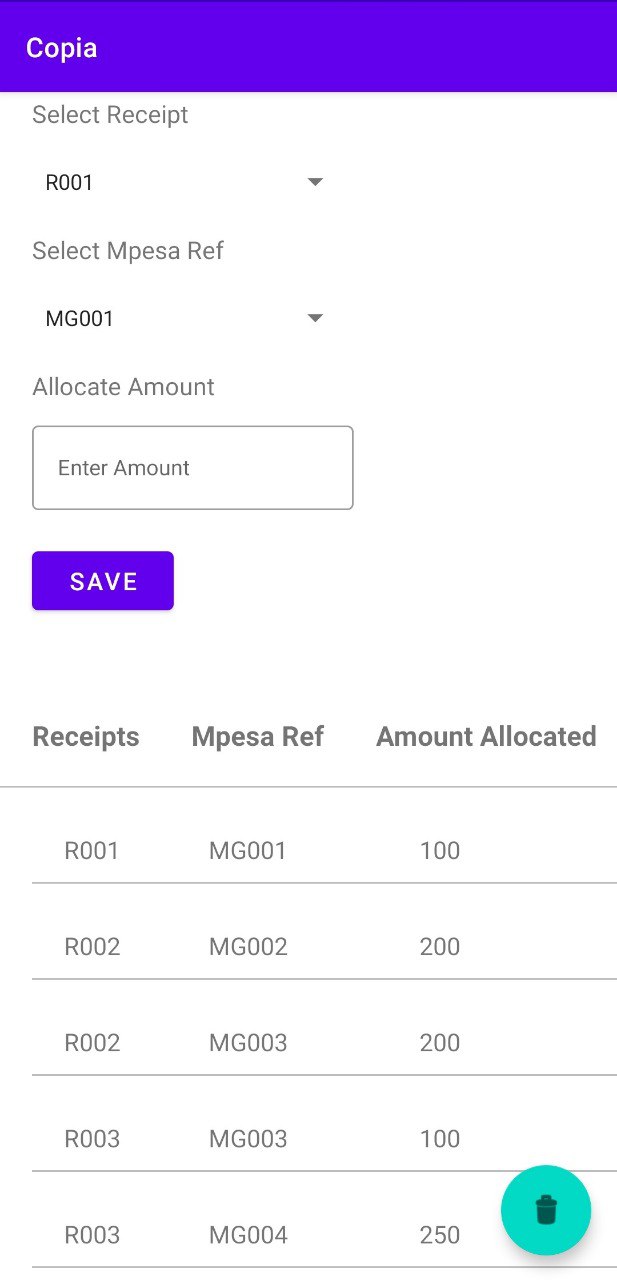 Copia
Select Receipt
R001
Select Mpesa Ref
MG001
Allocate Amount
Enter Amount
SAVE
Receipts Mpesa Ref Amount Allocated
R001 MG001 100
R002 MG002 200
R002 MG003 200
R003 MG003 100
R003 MG004 250